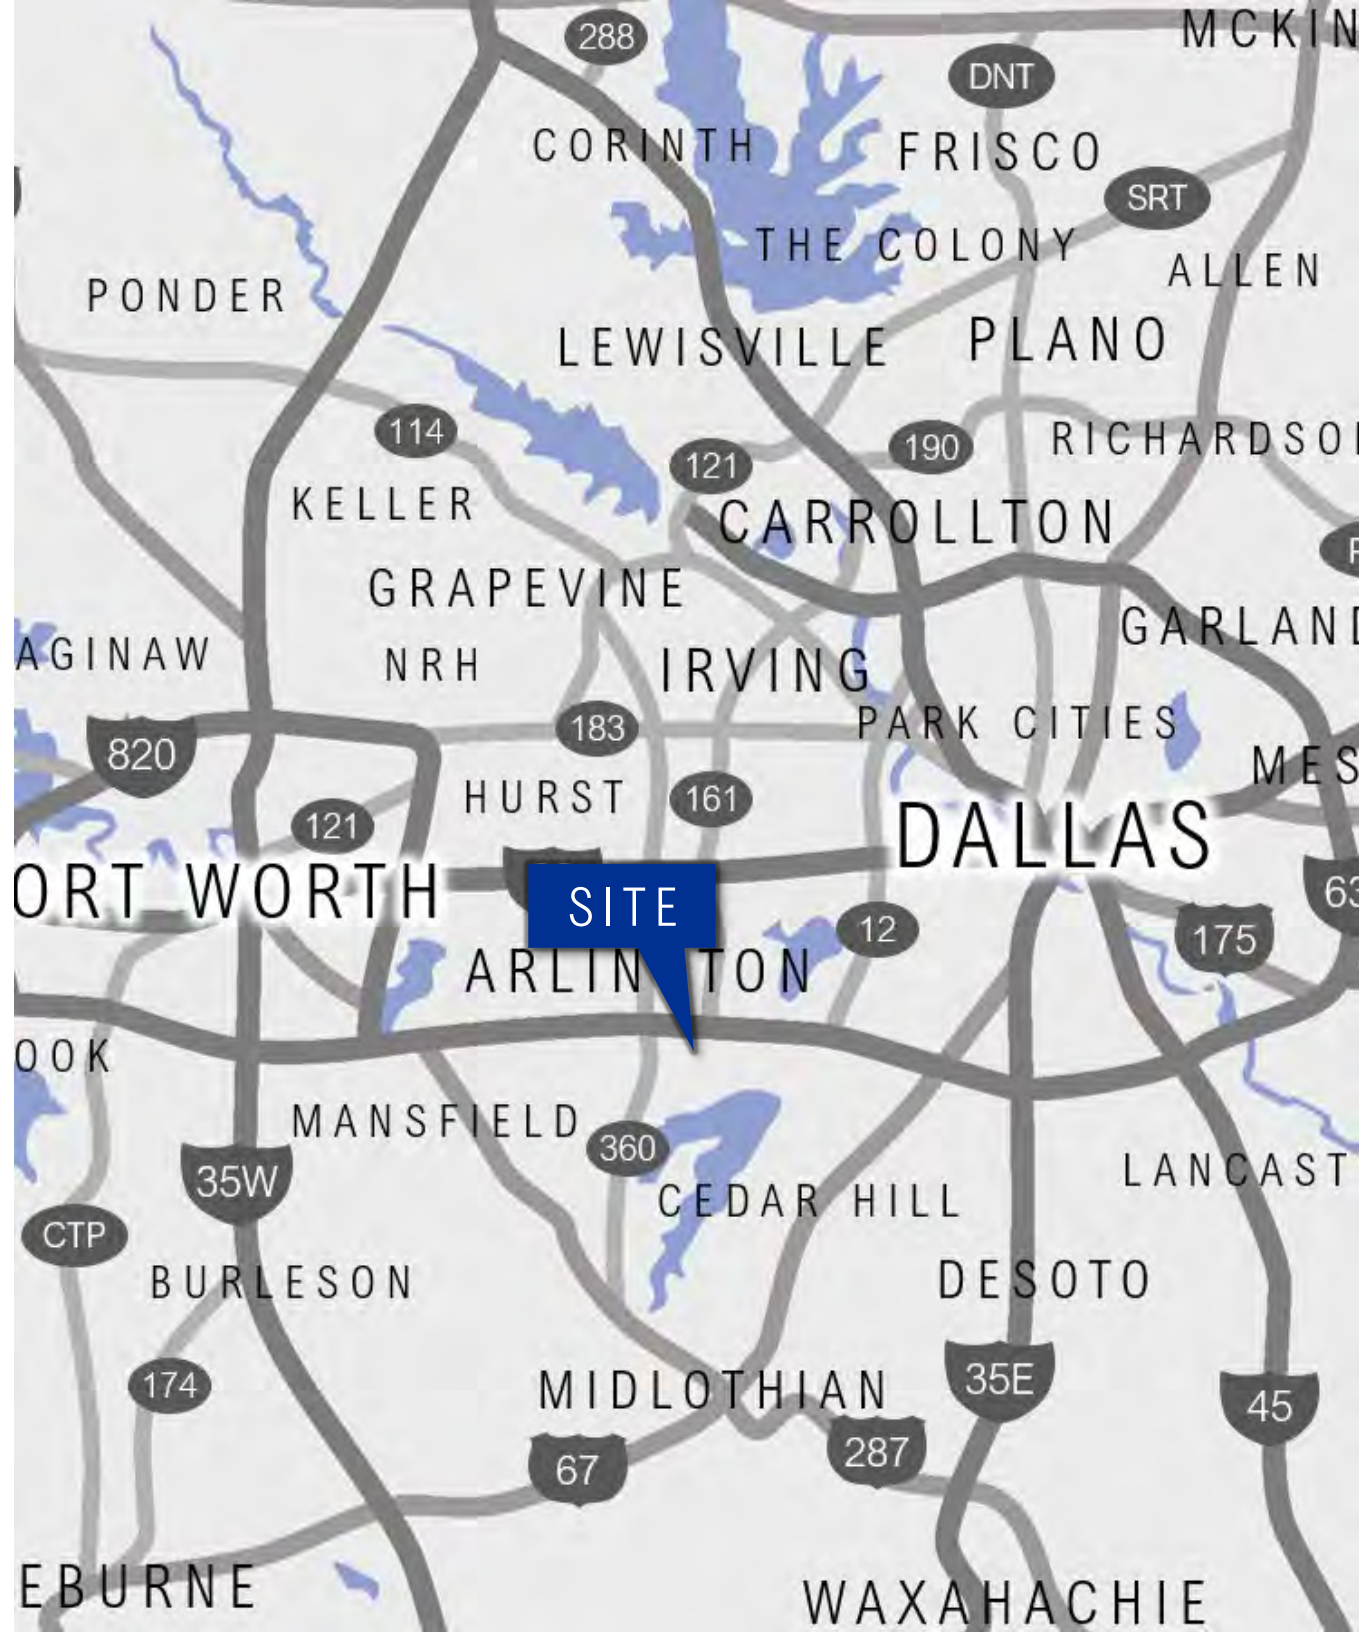 MCKIN
288
DNT
CORINTH
FRISCO
SRT
THE COLONY
ALLEN
PONDER
LEWISVILLE
PLANO
114
121
190
RICHARDSO
KELLER
CARROLLTON
GRAPEVINE
GARLAND
AGINAW
NRH
IRVING
183
PARK CITIES
820
MES
HURST
161
121
DALLAS
ORT WORTH
SITE
63
12
175
ARLIN TON
OOK
MANSFIELD
360
35W
LANCAST
CEDAR HILL
CTP
BURLESON
DESOTO
174
35E
MIDLOTHIAN
45
287
67
EBURNE
WAXAHACHIE